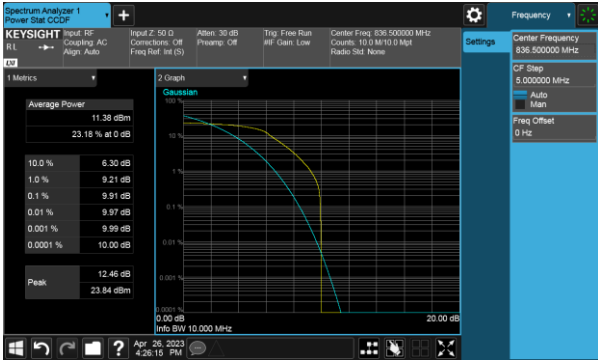 Spectrum Analyzer 1
Power Stat CCDF
+
Frequency
KEYSIGHT
Input: RF
Coupling: AC
Align: Auto
Input Z: 50 Ω
Corrections: Off
Freq Ref: Int (S)
Atten: 30 dB
Preamp: Off
Trig: Free Run
#IF Gain: Low
Center Freq: 836.500000 MHz
Counts: 10.0 M/10.0 Mpt
Radio Std: None
RL
LW
Settings
Center Frequency
836.500000 MHz
CF Step
5.000000 MHz
Auto
Man
Freq Offset
0 Hz
1 Metrics
Average Power
11.38 dBm
23.18 % at 0 dB
10.0 % 6.30 dB
1.0 % 9.21 dB
0.1 % 9.91 dB
0.01 % 9.97 dB
0.001 % 9.99 dB
0.0001 % 10.00 dB
Peak
12.46 dB
23.84 dBm
2 Graph
Gaussian
100 %
10 %
1 %
0.1 %
0.01 %
0.001 %
0.0001 %
0.00 dB 20.00 dB
Info BW 10.000 MHz
?
Apr 26, 2023
4:26:15 PM